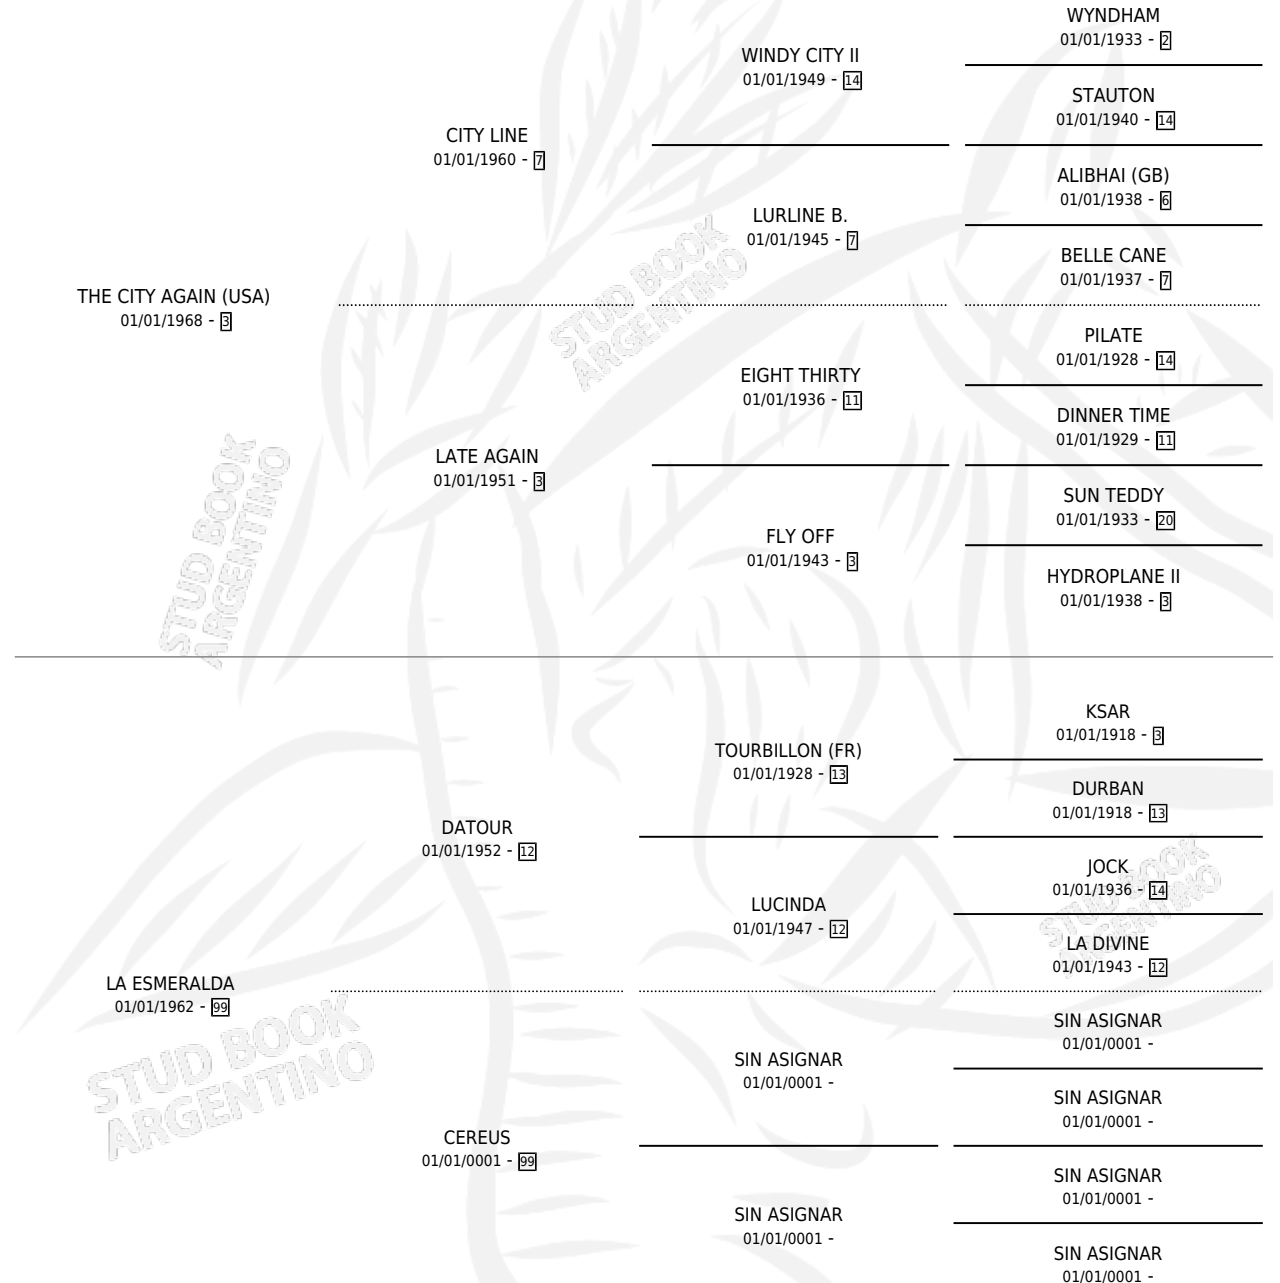 WYNDHAM
01/01/1933 - 2
WINDY CITY II
01/01/1949 - 14
STAUTON
01/01/1940 - 14
CITY LINE
01/01/1960 - 7
ALIBHAI (GB)
01/01/1938 - 6
LURLINE B.
01/01/1945 - 7
BELLE CANE
01/01/1937 - 7
THE CITY AGAIN (USA)
01/01/1968 - 3
STUD BOOK
ARGENTINO
PILATE
01/01/1928 - 14
EIGHT THIRTY
01/01/1936 - 11
DINNER TIME
01/01/1929 - 11
LATE AGAIN
01/01/1951 - 3
SUN TEDDY
01/01/1933 - 20
FLY OFF
01/01/1943 - 3
HYDROPLANE II
01/01/1938 - 3
STUD BOOK
ARGENTINO
KSAR
01/01/1918 - 3
TOURBILLON (FR)
01/01/1928 - 13
DURBAN
01/01/1918 - 13
DATOUR
01/01/1952 - 12
JOCK
01/01/1936 - 14
LUCINDA
01/01/1947 - 12
LA DIVINE
01/01/1943 - 12
STUD BOOK
ARGENTINO
LA ESMERALDA
01/01/1962 - 99
SIN ASIGNAR
01/01/0001 -
SIN ASIGNAR
01/01/0001 -
SIN ASIGNAR
01/01/0001 -
STUD BOOK
ARGENTINO
CEREUS
01/01/0001 - 99
SIN ASIGNAR
01/01/0001 -
SIN ASIGNAR
01/01/0001 -
SIN ASIGNAR
01/01/0001 -